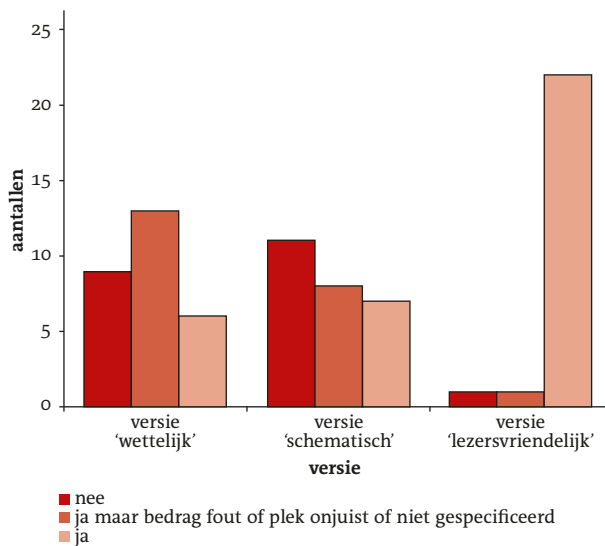 25
20
15
10
5
0
aantallen
versie
'wettelijk'
versie
'schematisch'
versie
'lezersvriendelijk'
versie
nee
ja maar bedrag fout of plek onjuist of niet gespecificeerd
ja